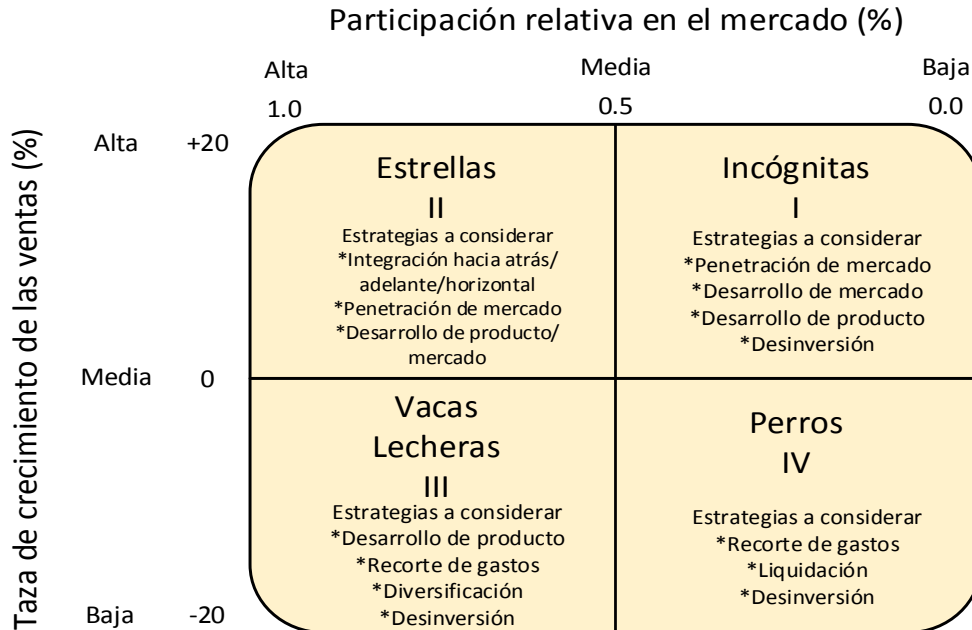 Participación relativa en el mercado (%)
Alta
Media
Baja
1.0
0.5
0.0
Taza de crecimiento de las ventas (%)
Alta
+20
Media
0
Baja
-20
Estrellas
II
Estrategias a considerar
*Integración hacia atrás/
adelante/horizontal
*Penetración de mercado
*Desarrollo de producto/
mercado
Incógnitas
I
Estrategias a considerar
*Penetración de mercado
*Desarrollo de mercado
*Desarrollo de producto
*Desinversión
Vacas
Lecheras
III
Estrategias a considerar
*Desarrollo de producto
*Recorte de gastos
*Diversificación
*Desinversión
Perros
IV
Estrategias a considerar
*Recorte de gastos
*Liquidación
*Desinversión